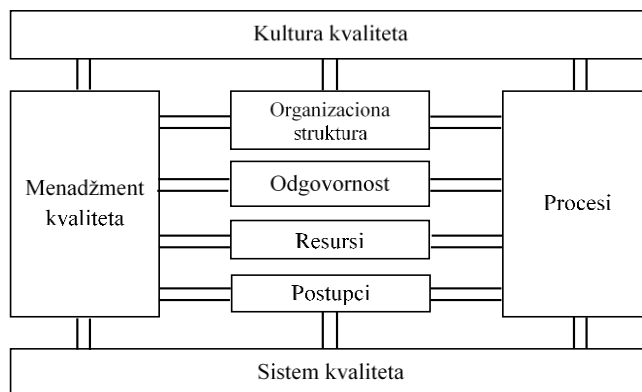 Kultura kvaliteta
Organizaciona
struktura
Menadžment
kvaliteta
Odgovornost
Procesi
Resursi
Postupci
Sistem kvaliteta